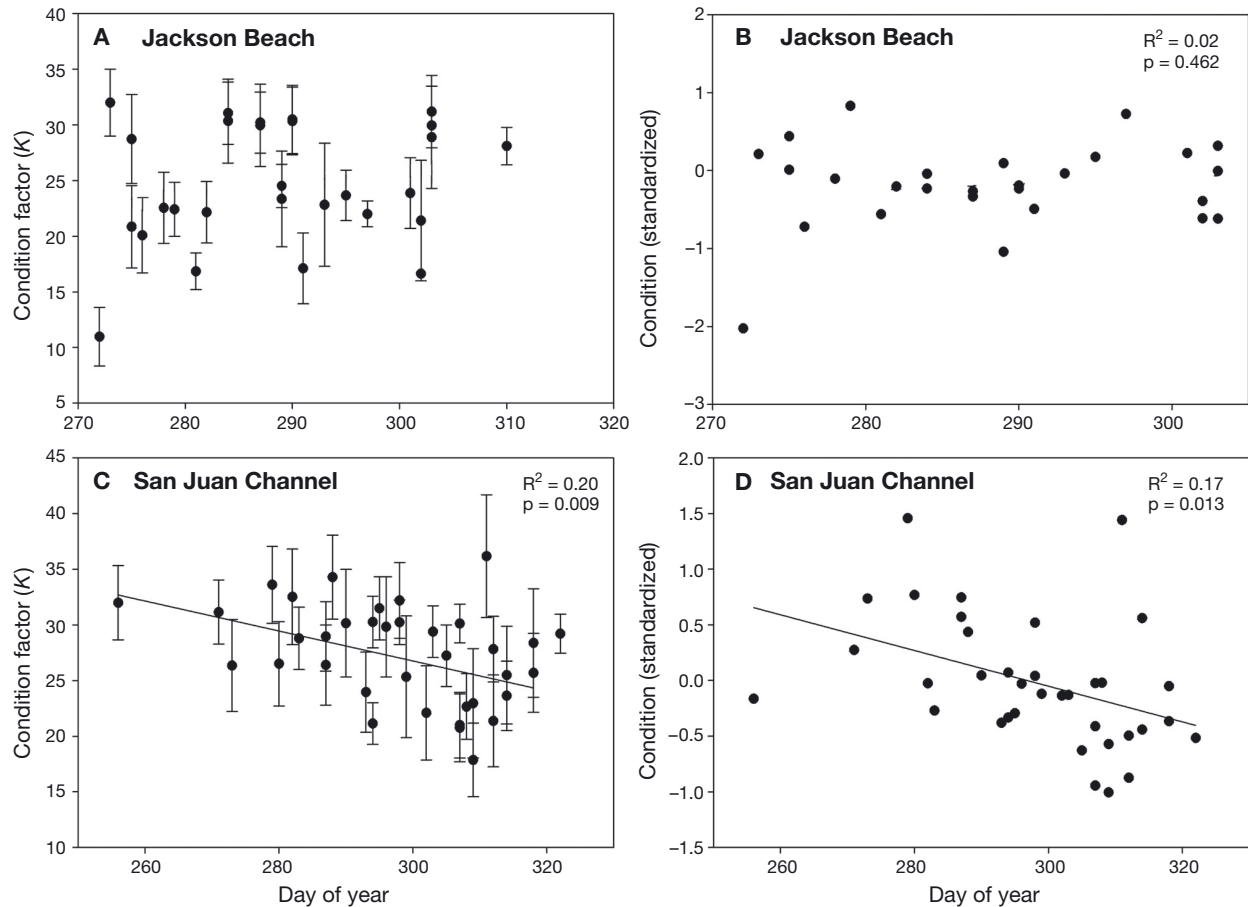 A Jackson Beach
Condition factor (K)
40
35
30
25
20
15
10
5
270 280 290 300 310 320
B Jackson Beach
R² = 0.02
p = 0.462
Condition (standardized)
2
1
0
−1
−2
−3
270 280 290 300
C San Juan Channel
R² = 0.20
p = 0.009
Condition factor (K)
45
40
35
30
25
20
15
10
260 280 300 320
Day of year
D San Juan Channel
R² = 0.17
p = 0.013
Condition (standardized)
2.0
1.5
1.0
0.5
0.0
−0.5
−1.0
−1.5
260 280 300 320
Day of year